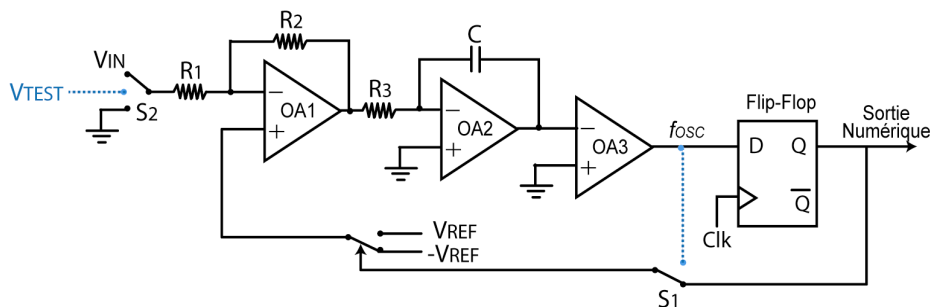 R2
C
VIN
R1
VTEST
S2
−
+
OA1
R3
−
+
OA2
−
+
OA3
fosc
Flip-Flop
D
Q
Q
Clk
Sortie
Numérique
VREF
-VREF
S1